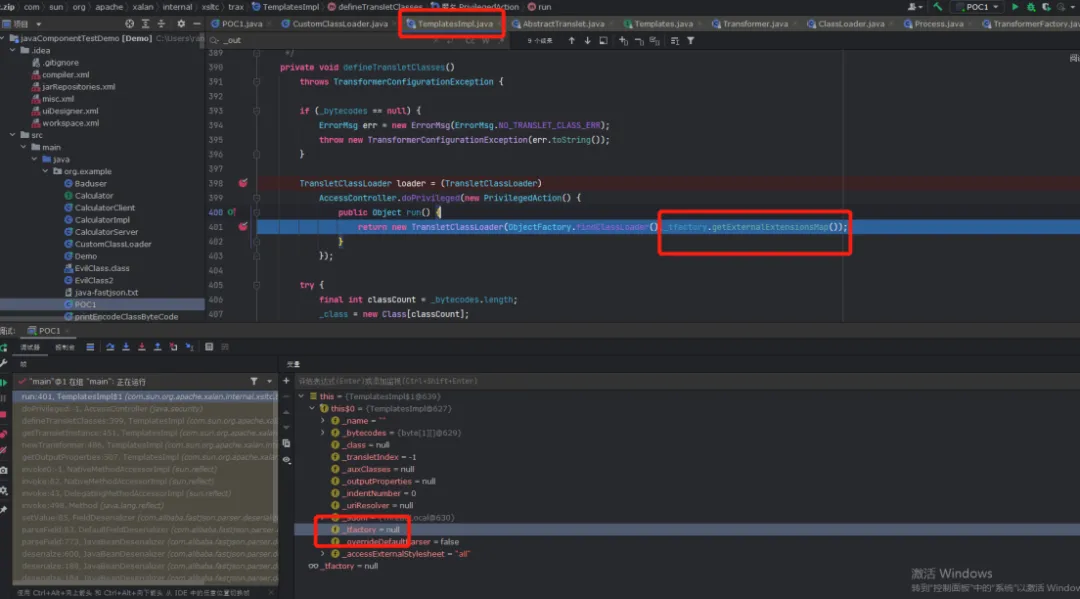 .zip com sun org apache xalan internal xsltc trax TemplatesImpl defineTransletClasses PrivilegedAction run POC1
POC1.java CustomClassLoader.java TemplatesImpl.java AbstractTranslet.java Templates.java Transformer.java ClassLoader.java Process.java TransformerFactory.java
项目
javaComponentTestDemo [Demo]
_out
9 个结果
.idea
.gitignore
compiler.xml
jarRepositories.xml
misc.xml
uiDesigner.xml
workspace.xml
src
main
java
org.example
Baduser
Calculator
CalculatorClient
CalculatorImpl
CalculatorServer
CustomClassLoader
Demo
EvilClass.class
EvilClass2
java-fastjson.txt
POC1
printEncodeClassByteCode
389 */
390 private void defineTransletClasses()
391 throws TransformerConfigurationException {
392
393 if (_bytecodes == null) {
394 ErrorMsg err = new ErrorMsg(ErrorMsg.NO_TRANSLET_CLASS_ERR);
395 throw new TransformerConfigurationException(err.toString());
396 }
397
398 TransletClassLoader loader = (TransletClassLoader)
399 AccessController.doPrivileged(new PrivilegedAction() {
400 public Object run() {
401 return new TransletClassLoader(ObjectFactory.findClassLoader(),_tfactory.getExternalExtensionsMap());
402 }
403 });
404
405 try {
406 final int classCount = _bytecodes.length;
407 _class = new Class[classCount];
调试: POC1
调试器 控制台
帧
变量
"main"@1 在组 "main": 正在运行
run:401, TemplatesImpl$1 (com.sun.org.apache.xalan.internal.xsltc.
doPrivileged:-1, AccessController (java.security)
defineTransletClasses:399, TemplatesImpl (com.sun.org.apache.xalan
getTransletInstance:451, TemplatesImpl (com.sun.org.apache.xalan.
newTransformer:486, TemplatesImpl (com.sun.org.apache.xalan.inter
getOutputProperties:507, TemplatesImpl (com.sun.org.apache.xalan
invoke0:-1, NativeMethodAccessorImpl (sun.reflect)
invoke:62, NativeMethodAccessorImpl (sun.reflect)
invoke:43, DelegatingMethodAccessorImpl (sun.reflect)
invoke:498, Method (java.lang.reflect)
setValue:85, FieldDeserializer (com.alibaba.fastjson.parser.deserial
parseField:83, DefaultFieldDeserializer (com.alibaba.fastjson.parser.
parseField:773, JavaBeanDeserializer (com.alibaba.fastjson.parser.d
deserialze:600, JavaBeanDeserializer (com.alibaba.fastjson.parser.d
deserialze:188, JavaBeanDeserializer (com.alibaba.fastjson.parser.d
deserialze:184, JavaBeanDeserializer (com.alibaba.fastjson.parser.d
使用 Ctrl+Alt+向上箭头 和 Ctrl+Alt+向下箭头 从 IDE 中的任意位置切换帧
(Enter)或添加监视(Ctrl+Shift+Enter)
this = {TemplatesImpl$1@639}
this$0 = {TemplatesImpl@627}
_name = ""
_bytecodes = {byte[1][]@629}
_class = null
_transletIndex = -1
_auxClasses = null
_outputProperties = null
_indentNumber = 0
_uriResolver = null
_sdom = {ThreadLocal@630}
_tfactory = null
_overrideDefaultParser = false
_accessExternalStylesheet = "all"
_tfactory = null
激活 Windows
转到"控制面板"中的"系统"以激活 Window